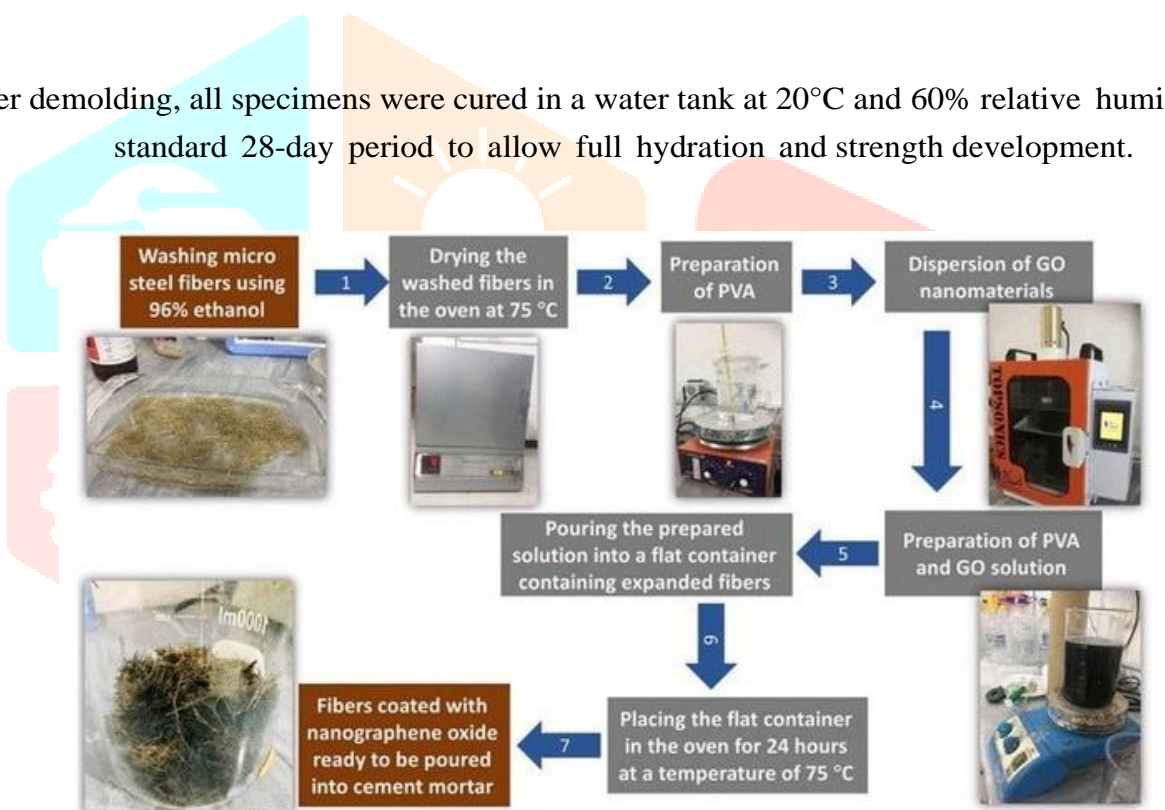 er demolding, all specimens were cured in a water tank at 20°C and 60% relative humi
standard 28-day period to allow full hydration and strength development.
Washing micro
steel fibers using
96% ethanol
1
Drying the
washed fibers in
the oven at 75 °C
2
Preparation
of PVA
3
Dispersion of GO
nanomaterials
TOPSONICS
4
Preparation of PVA
and GO solution
5
Pouring the prepared
solution into a flat container
containing expanded fibers
6
Placing the flat container
in the oven for 24 hours
at a temperature of 75 °C
7
Fibers coated with
nanographene oxide
ready to be poured
into cement mortar
1000ml